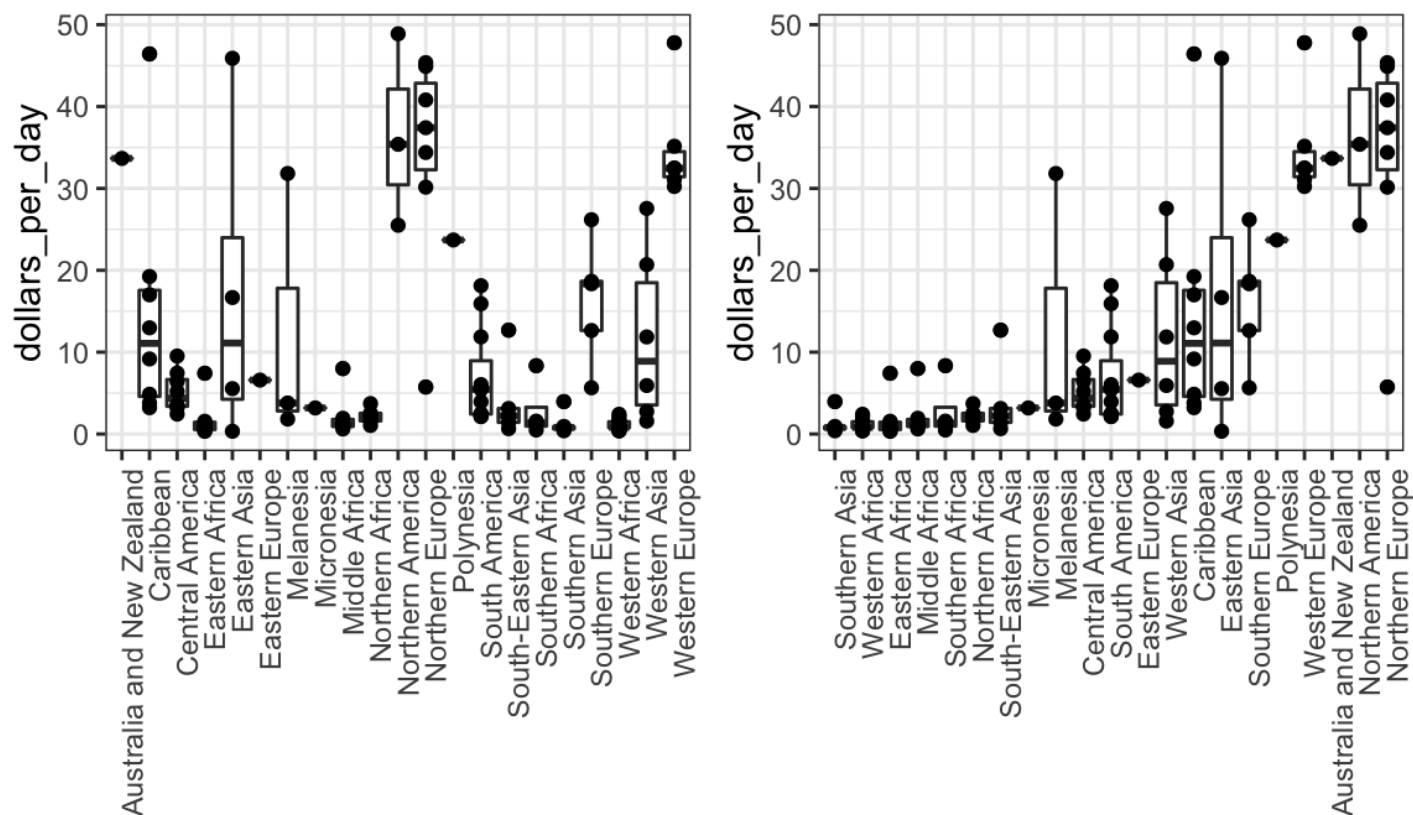 dollars_per_day
50
40
30
20
10
0
Australia and New Zealand
Caribbean
Central America
Eastern Africa
Eastern Asia
Eastern Europe
Melanesia
Micronesia
Middle Africa
Northern Africa
Northern America
Northern Europe
Polynesia
South America
South-Eastern Asia
Southern Africa
Southern Asia
Southern Europe
Western Africa
Western Asia
Western Europe
dollars_per_day
50
40
30
20
10
0
Southern Asia
Western Africa
Eastern Africa
Middle Africa
Southern Africa
Northern Africa
South-Eastern Asia
Micronesia
Melanesia
Central America
South America
Eastern Europe
Western Asia
Caribbean
Eastern Asia
Southern Europe
Polynesia
Western Europe
Australia and New Zealand
Northern America
Northern Europe